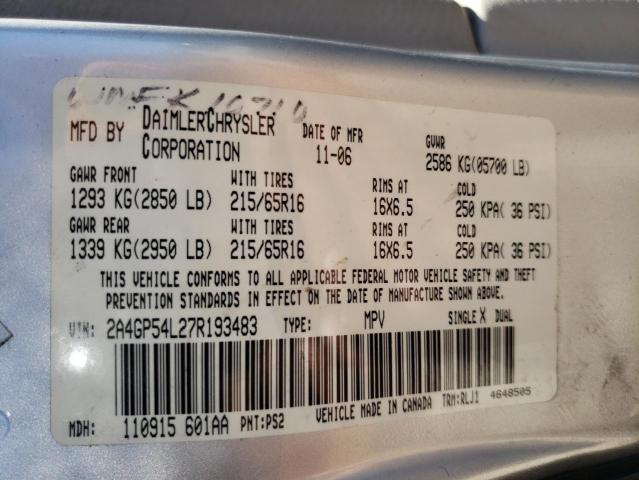 MFD BY DAIMLERCHRYSLER CORPORATION DATE OF MFR 11-06 GVWR 2586 KG(05700 LB)
GAWR FRONT WITH TIRES RIMS AT COLD
1293 KG(2850 LB) 215/65R16 16X6.5 250 KPA( 36 PSI)
GAWR REAR WITH TIRES RIMS AT COLD
1339 KG(2950 LB) 215/65R16 16X6.5 250 KPA( 36 PSI)
THIS VEHICLE CONFORMS TO ALL APPLICABLE FEDERAL MOTOR VEHICLE SAFETY AND THEFT
PREVENTION STANDARDS IN EFFECT ON THE DATE OF MANUFACTURE SHOWN ABOVE.
VIN: 2A4GP54L27R193483 TYPE: MPV SINGLE X DUAL
MDH: 110915 601AA PNT:PS2 VEHICLE MADE IN CANADA TRM:RLJ1 4648505